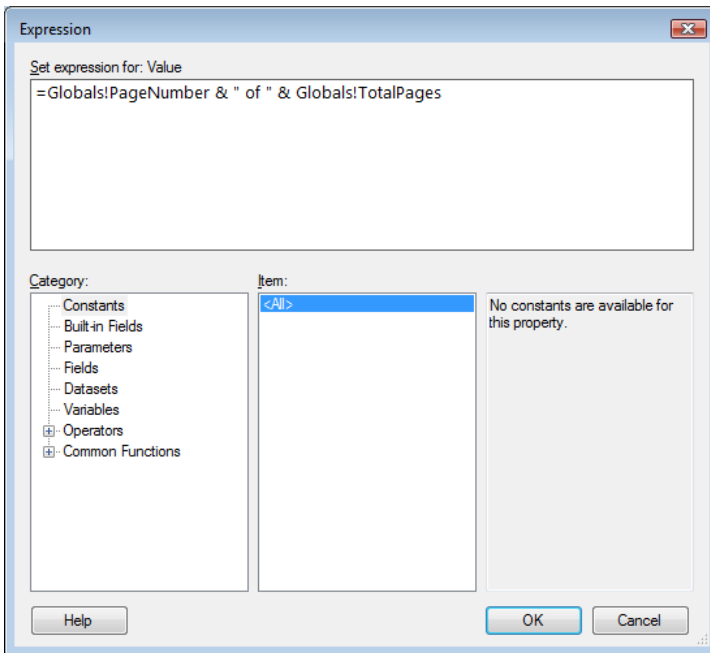 Expression
Set expression for: Value
=Globals!PageNumber & " of " & Globals!TotalPages
Category:
Item:
Constants
Built-in Fields
Parameters
Fields
Datasets
Variables
Operators
Common Functions
<All>
No constants are available for
this property.
Help
OK
Cancel